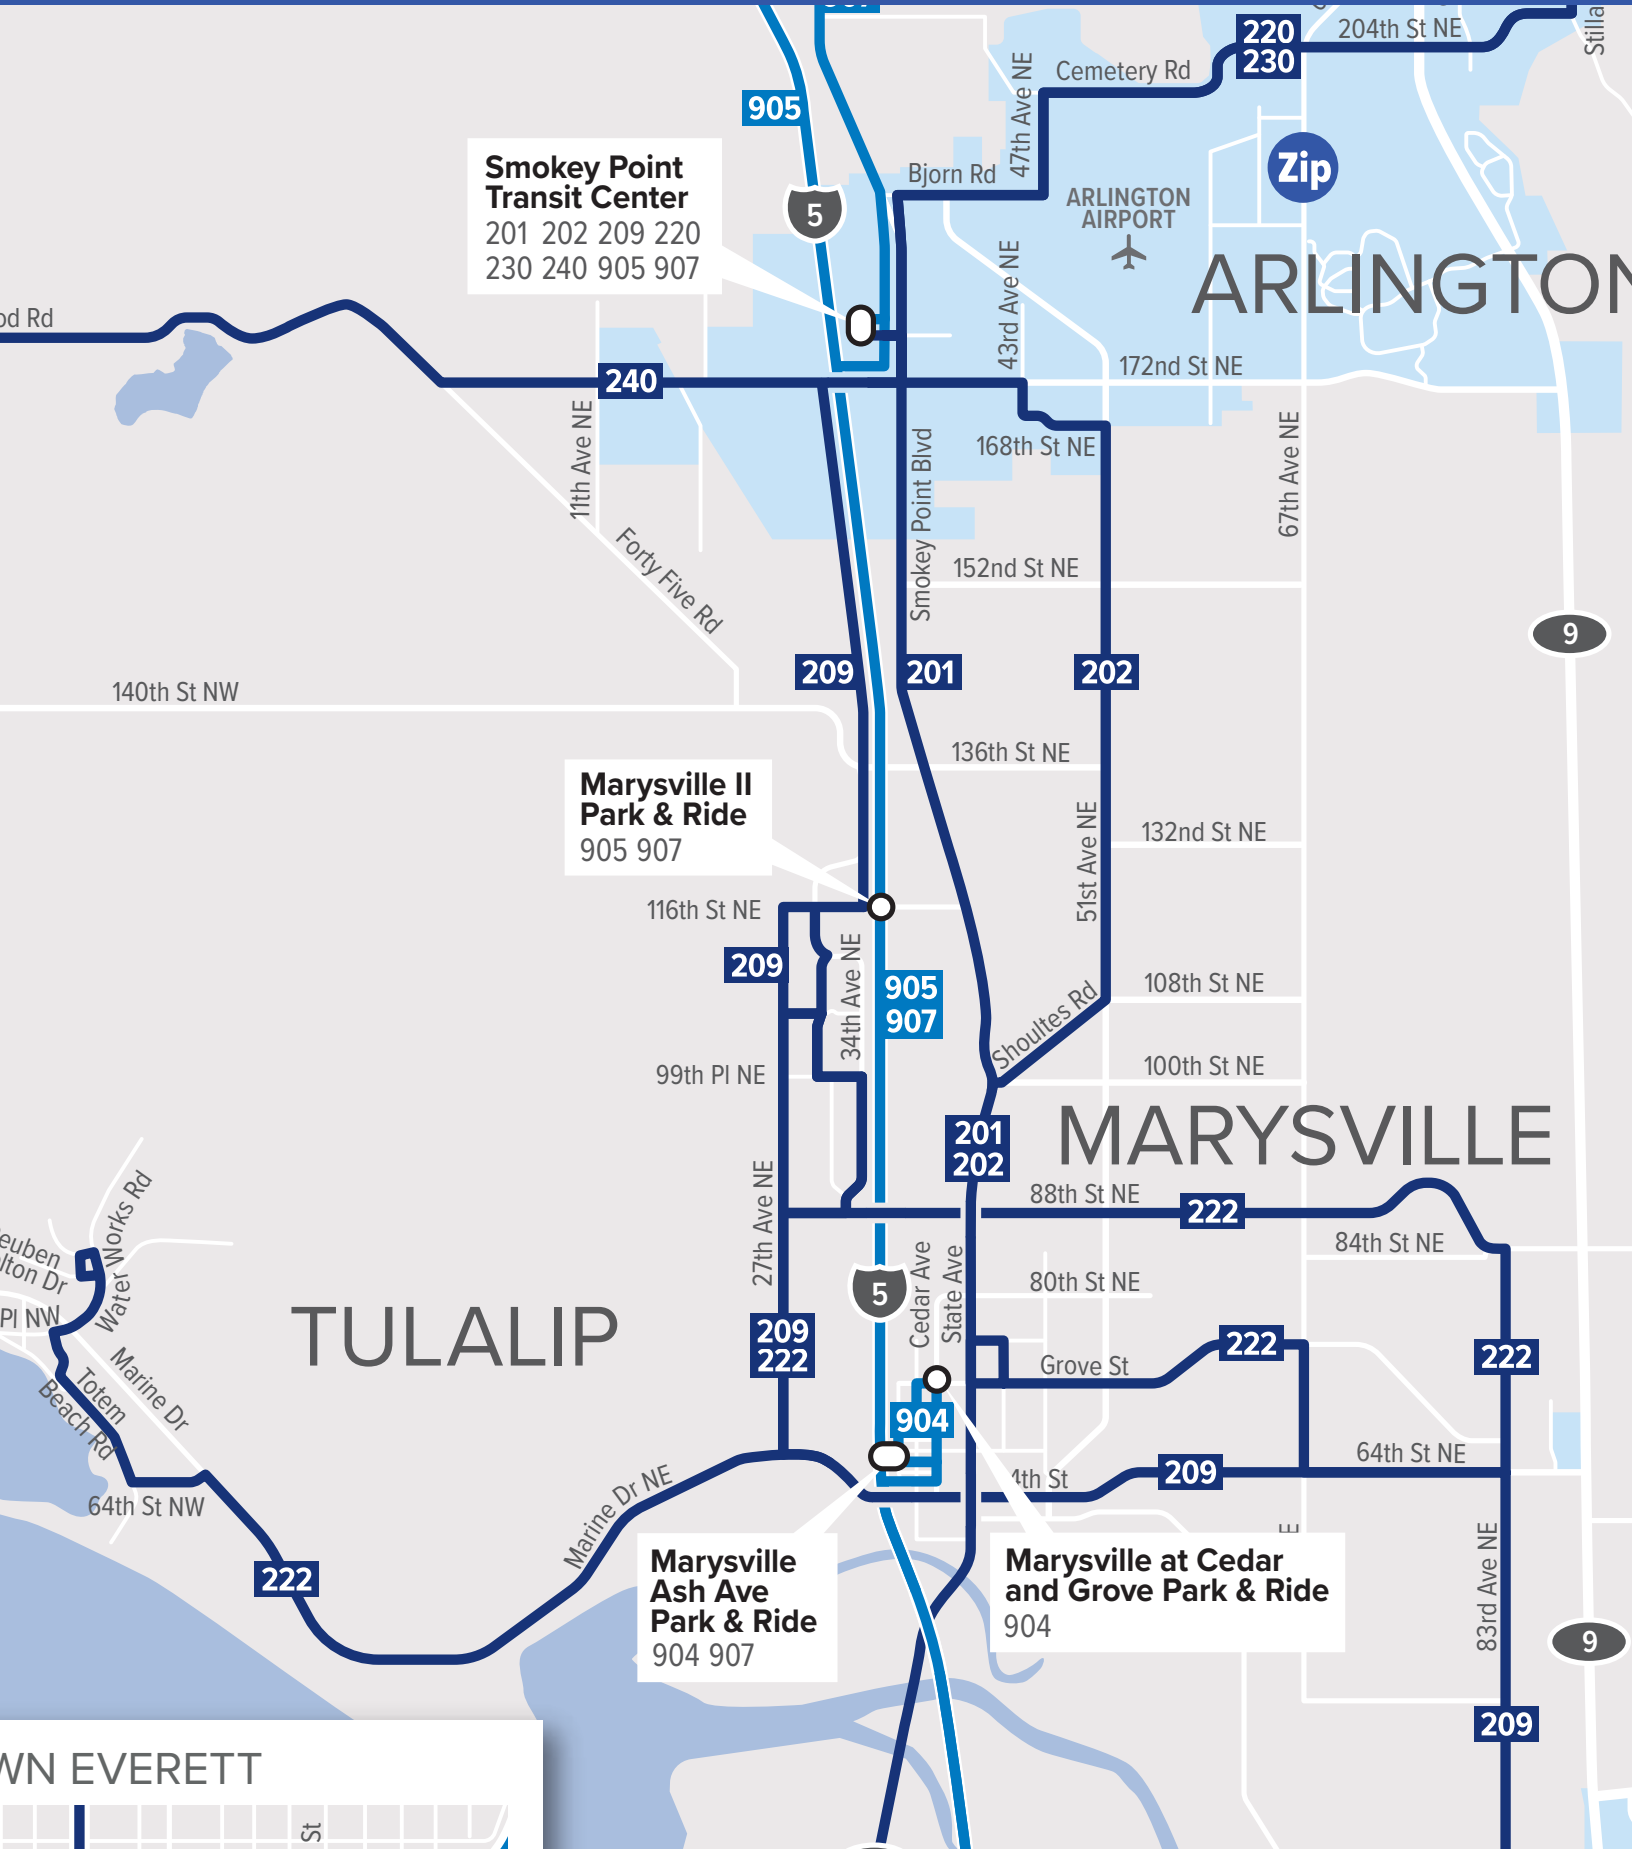 220
230
204th St NE
Cemetery Rd
47th Ave NE
905
Smokey Point
Transit Center
201 202 209 220
230 240 905 907
5
Bjorn Rd
ARLINGTON
AIRPORT
Zip
ARLINGTON
43rd Ave NE
172nd St NE
240
11th Ave NE
Forty Five Rd
Smokey Point Blvd
168th St NE
67th Ave NE
152nd St NE
9
209
201
202
140th St NW
136th St NE
Marysville II
Park & Ride
905 907
51st Ave NE
132nd St NE
116th St NE
209
34th Ave NE
905
907
108th St NE
Shoultes Rd
99th Pl NE
100th St NE
201
202
MARYSVILLE
27th Ave NE
88th St NE
222
84th St NE
Water Works Rd
Pl NW
TULALIP
5
Cedar Ave
State Ave
80th St NE
209
222
Grove St
222
222
Marine Dr
Totem
Beach Rd
904
64th St NE
209
4th St
64th St NW
Marine Dr NE
222
Marysville
Ash Ave
Park & Ride
904 907
Marysville at Cedar
and Grove Park & Ride
904
83rd Ave NE
9
209
EVERETT
St